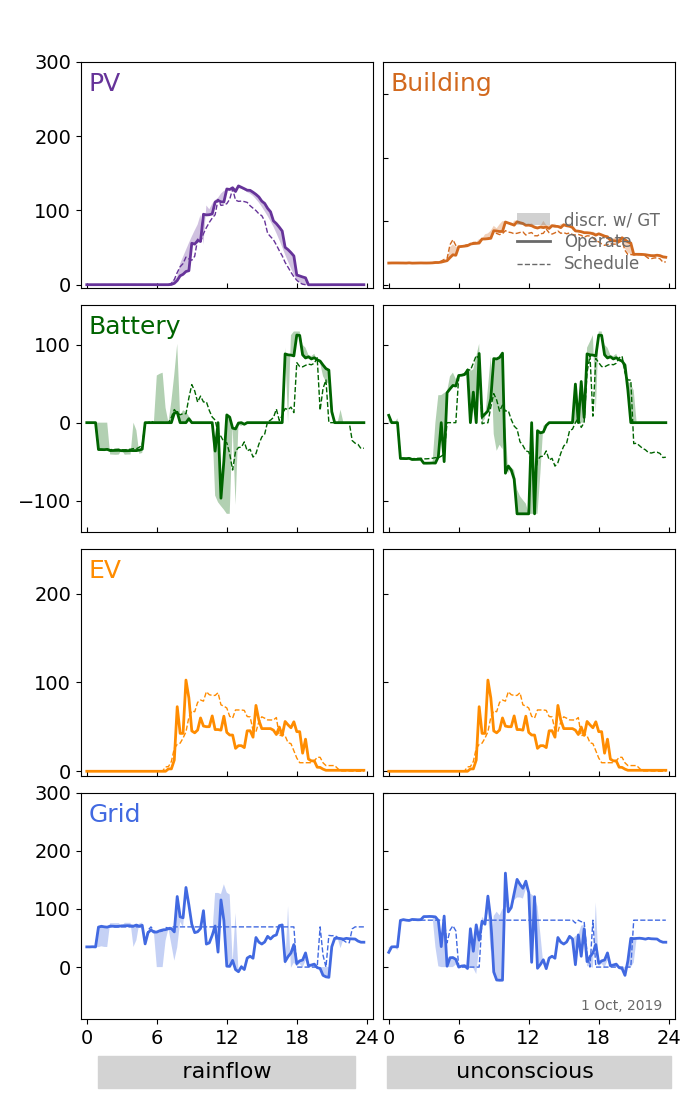 300
PV
Building
200
discr. w/ GT
100
Operate
Schedule
0
Battery
100
0
−100
EV
200
100
0
300
Grid
200
100
0
1 Oct, 2019
0 6 12 18 24 0 6 12 18 24
rainflow unconscious